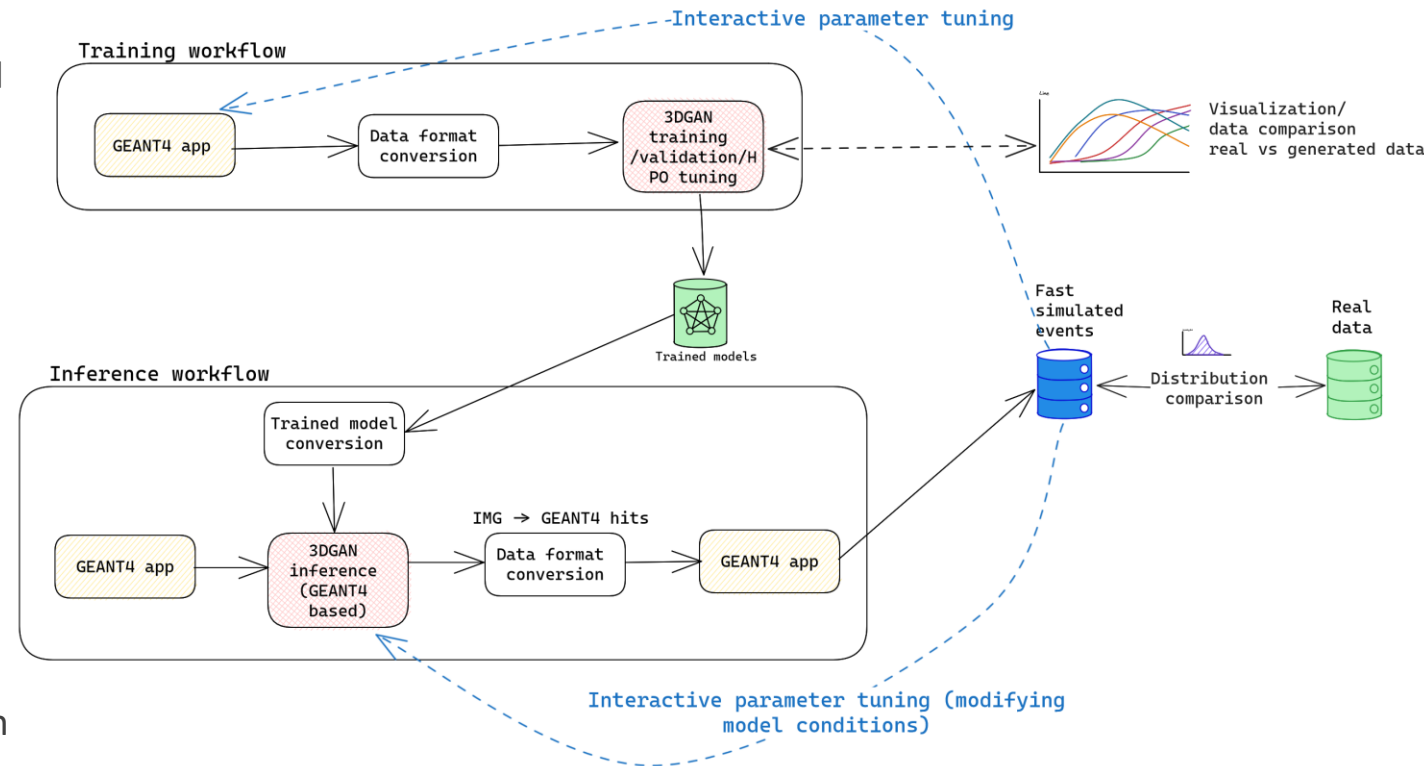 Interactive parameter tuning
Training workflow
GEANT4 app
Data format
conversion
3DGAN
training
/validation/H
PO tuning
Visualization/
data comparison
real vs generated data
Trained models
Fast
simulated
events
Real
data
Distribution
comparison
Inference workflow
Trained model
conversion
IMG → GEANT4 hits
GEANT4 app
3DGAN
inference
(GEANT4
based)
Data format
conversion
GEANT4 app
Interactive parameter tuning (modifying
model conditions)